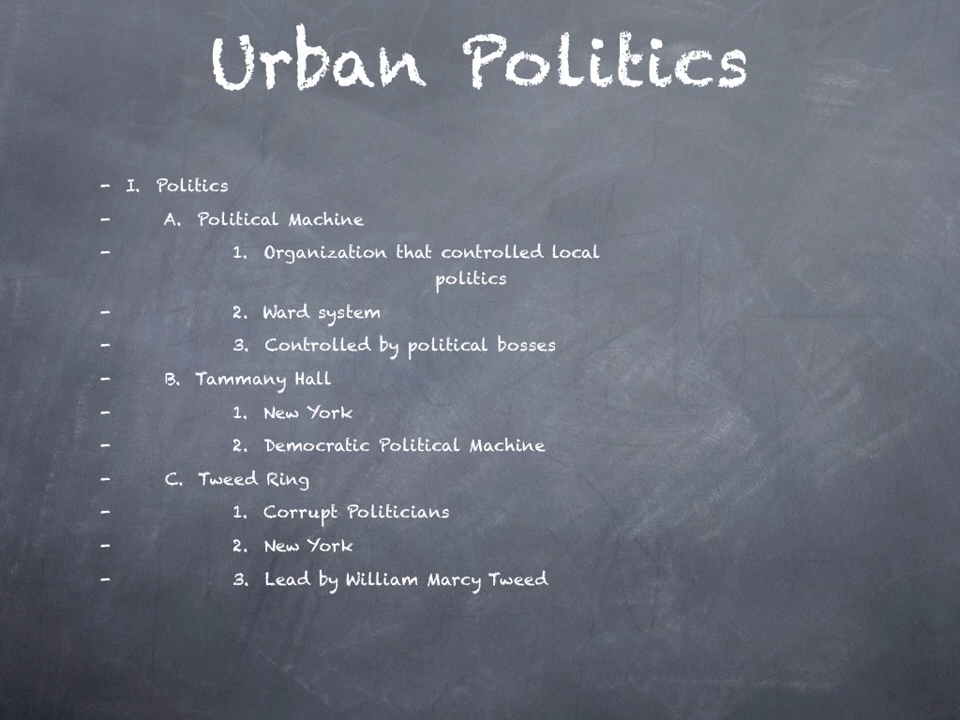 Urban Politics
- I. Politics
- A. Political Machine
- 1. Organization that controlled local
politics
- 2. Ward system
- 3. Controlled by political bosses
- B. Tammany Hall
- 1. New York
- 2. Democratic Political Machine
- C. Tweed Ring
- 1. Corrupt Politicians
- 2. New York
- 3. Lead by William Marcy Tweed